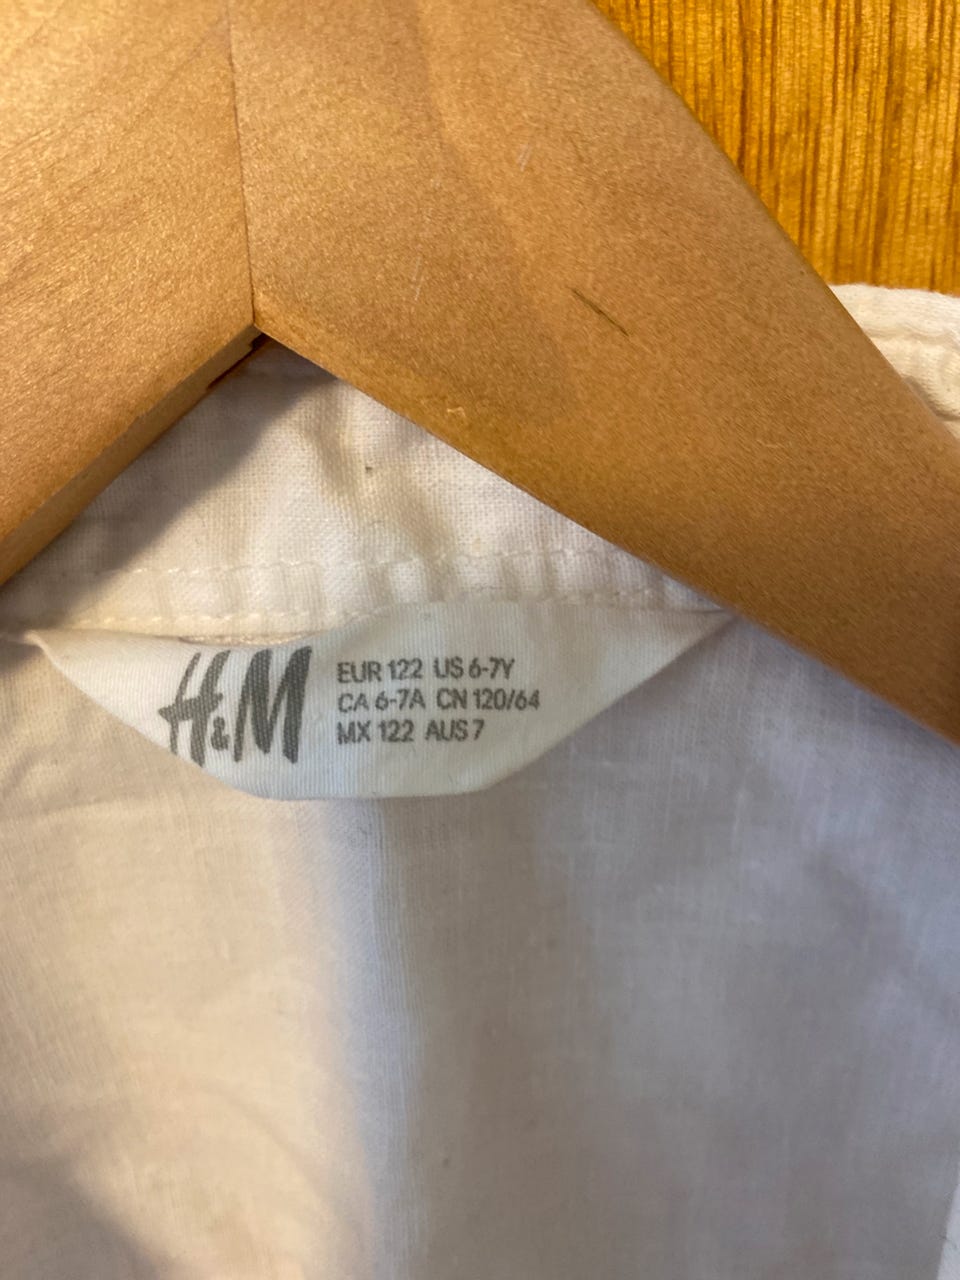 H&M
EUR 122 US 6-7Y
CA 6-7A CN 120/64
MX 122 AUS 7